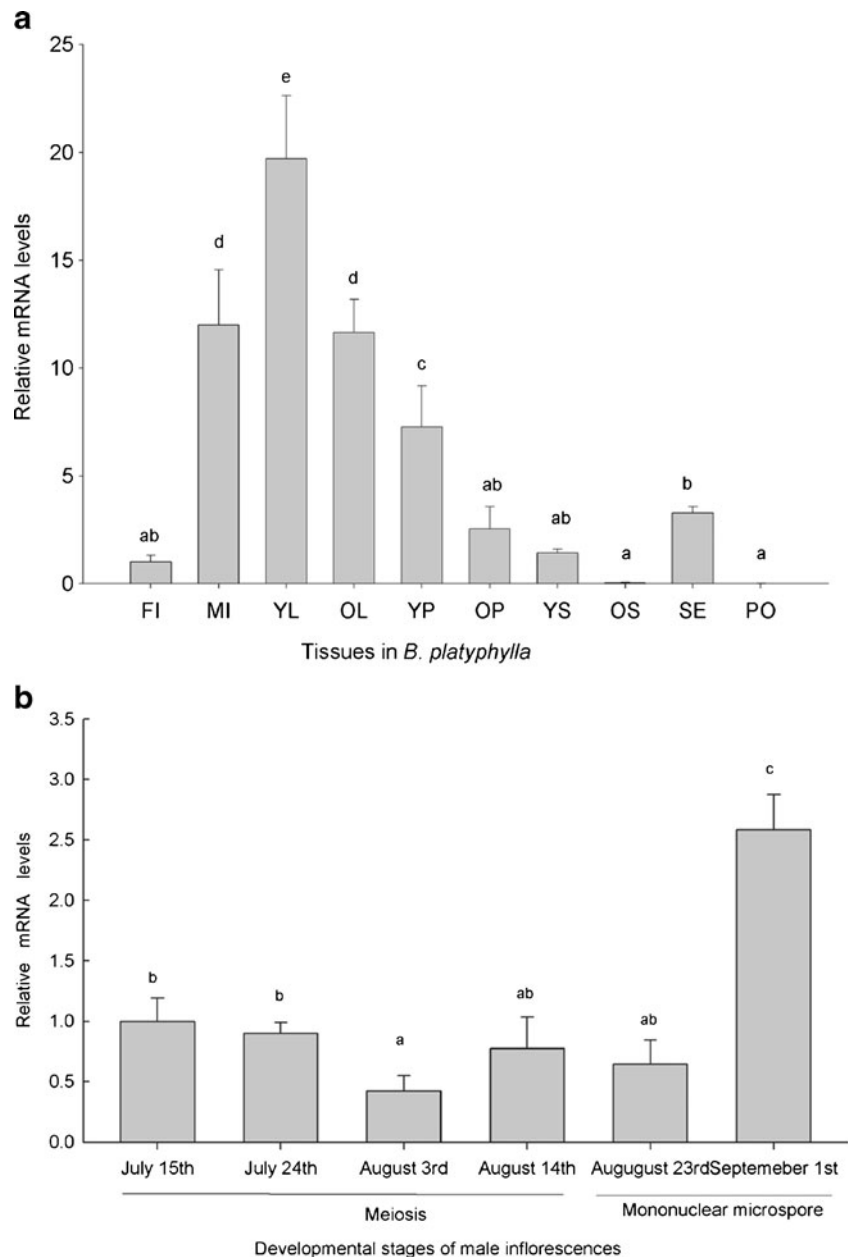 a
25
e
20
15
d
d
10
c
5
ab
ab
ab
a
b
a
0
Relative mRNA levels
FI MI YL OL YP OP YS OS SE PO
Tissues in B. platyphylla
b
3.5
3.0
c
2.5
2.0
1.5
b
b
1.0
ab
ab
a
0.5
0.0
Relative mRNA levels
July 15th July 24th August 3rd August 14th Augugust 23rd Septemeber 1st
Meiosis Mononuclear microspore
Developmental stages of male inflorescences